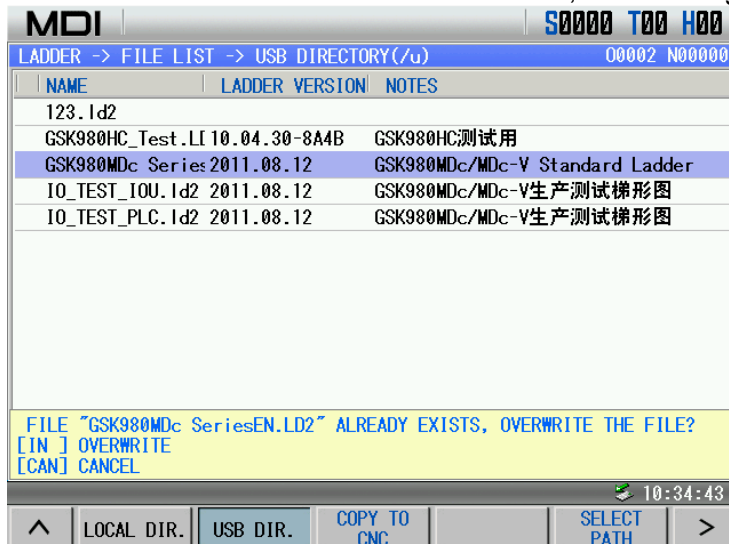 MDI S0000 T00 H00
LADDER -> FILE LIST -> USB DIRECTORY(/u) O0002 N00000
NAME LADDER VERSION NOTES
123.ld2
GSK980HC_Test.LD 10.04.30-8A4B GSK980HC测试用
GSK980MDc Series 2011.08.12 GSK980MDc/MDc-V Standard Ladder
IO_TEST_IOU.ld2 2011.08.12 GSK980MDc/MDc-V生产测试梯形图
IO_TEST_PLC.ld2 2011.08.12 GSK980MDc/MDc-V生产测试梯形图
FILE "GSK980MDc SeriesEN.LD2" ALREADY EXISTS, OVERWRITE THE FILE?
[IN ] OVERWRITE
[CAN] CANCEL
10:34:43
LOCAL DIR. USB DIR. COPY TO CNC SELECT PATH >